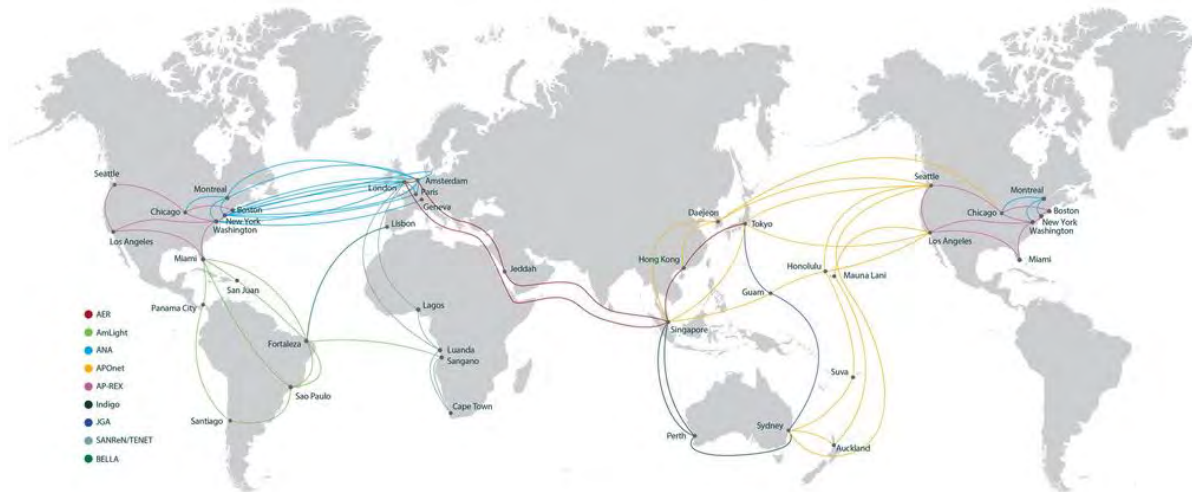 Seattle
Montreal
Chicago
Boston
New York
Washington
Los Angeles
Miami
San Juan
Panama City
Fortaleza
Sao Paulo
Santiago
London
Amsterdam
Paris
Geneva
Lisbon
Jeddah
Lagos
Luanda
Sangano
Cape Town
Daejeon
Tokyo
Hong Kong
Guam
Singapore
Perth
Sydney
Auckland
Suva
Honolulu
Mauna Lani
Seattle
Montreal
Chicago
Boston
New York
Washington
Los Angeles
Miami
AER
AmLight
ANA
APOnet
AP-REX
Indigo
JGA
SANReN/TENET
BELLA